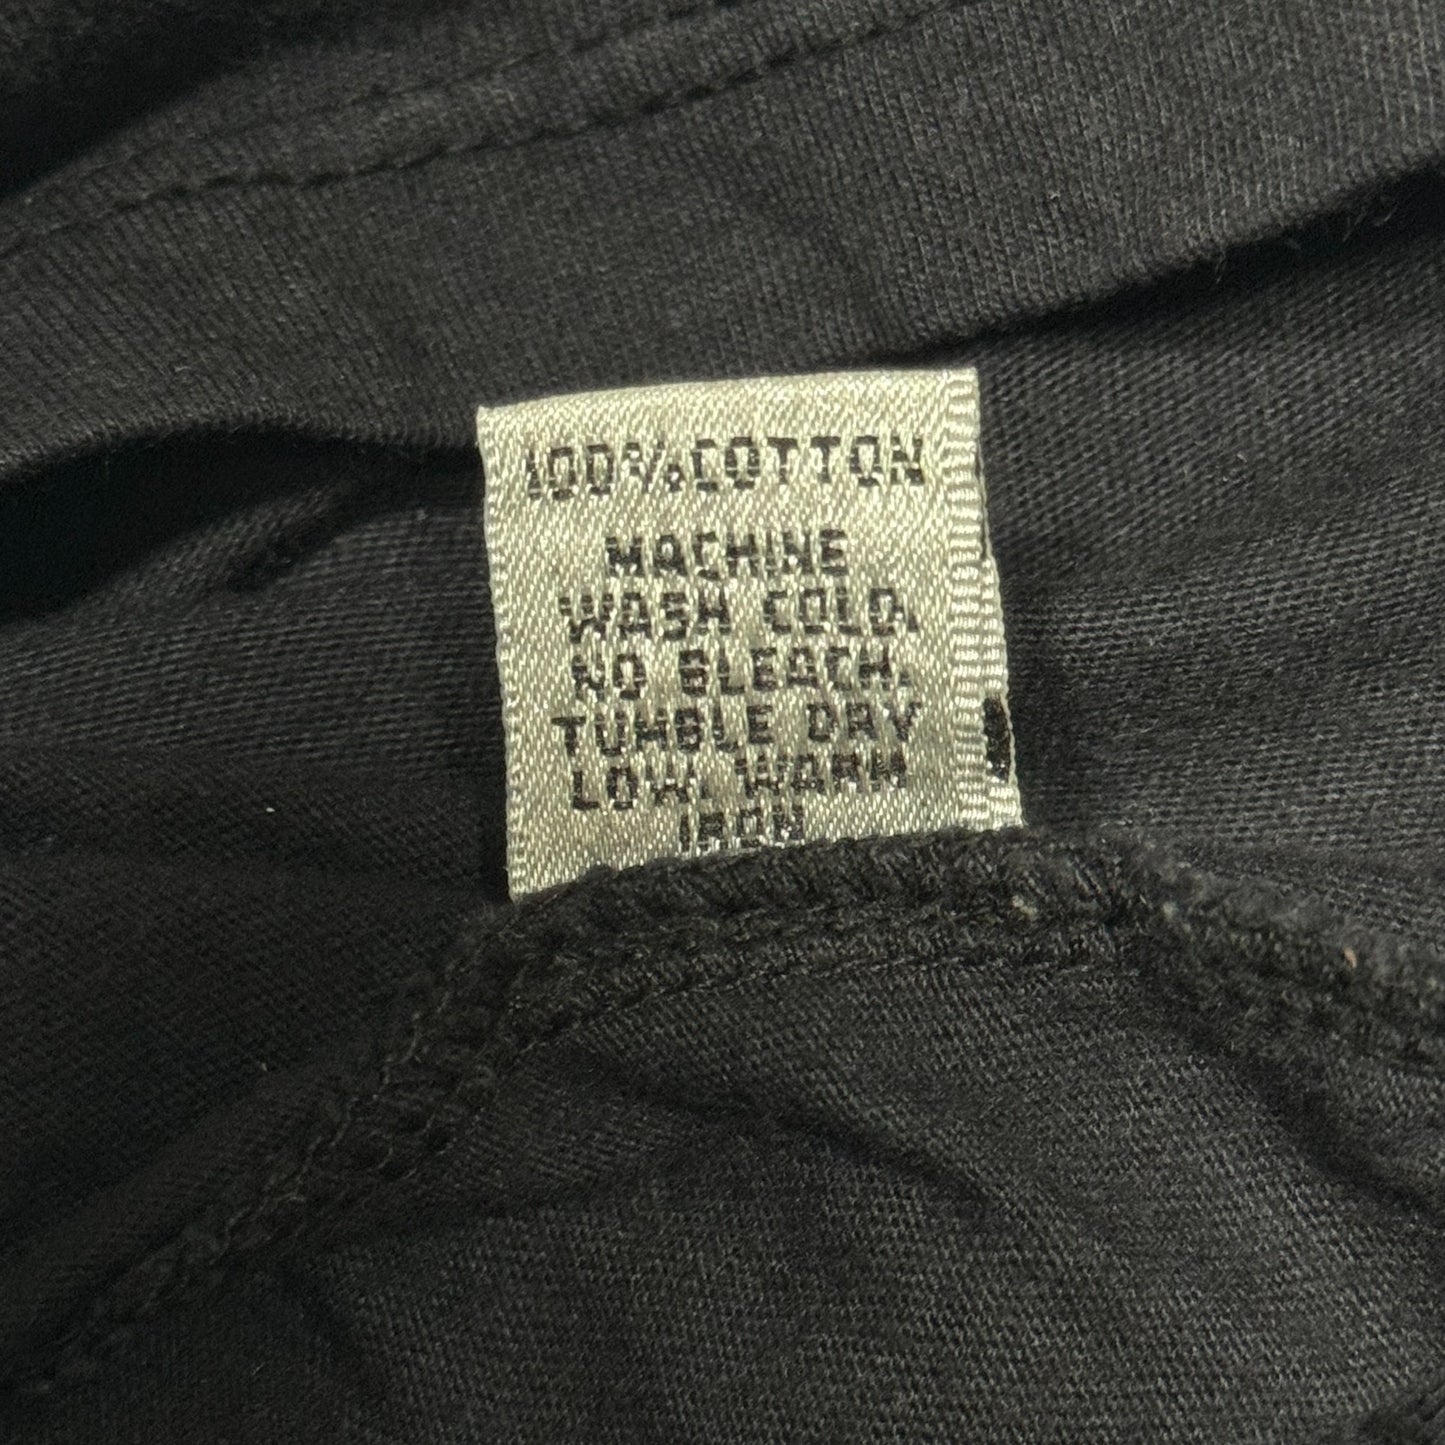 100% COTTON
MACHINE
WASH COLD.
NO BLEACH.
TUMBLE DRY
LOW. WARM
IRON